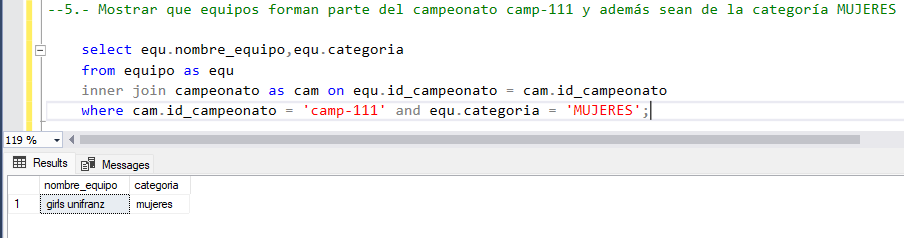 --5.- Mostrar que equipos forman parte del campeonato camp-111 y además sean de la categoría MUJERES
select equ.nombre_equipo,equ.categoria
from equipo as equ
inner join campeonato as cam on equ.id_campeonato = cam.id_campeonato
where cam.id_campeonato = 'camp-111' and equ.categoria = 'MUJERES';
119 %
Results Messages
nombre_equipo categoria
1 girls unifranz mujeres